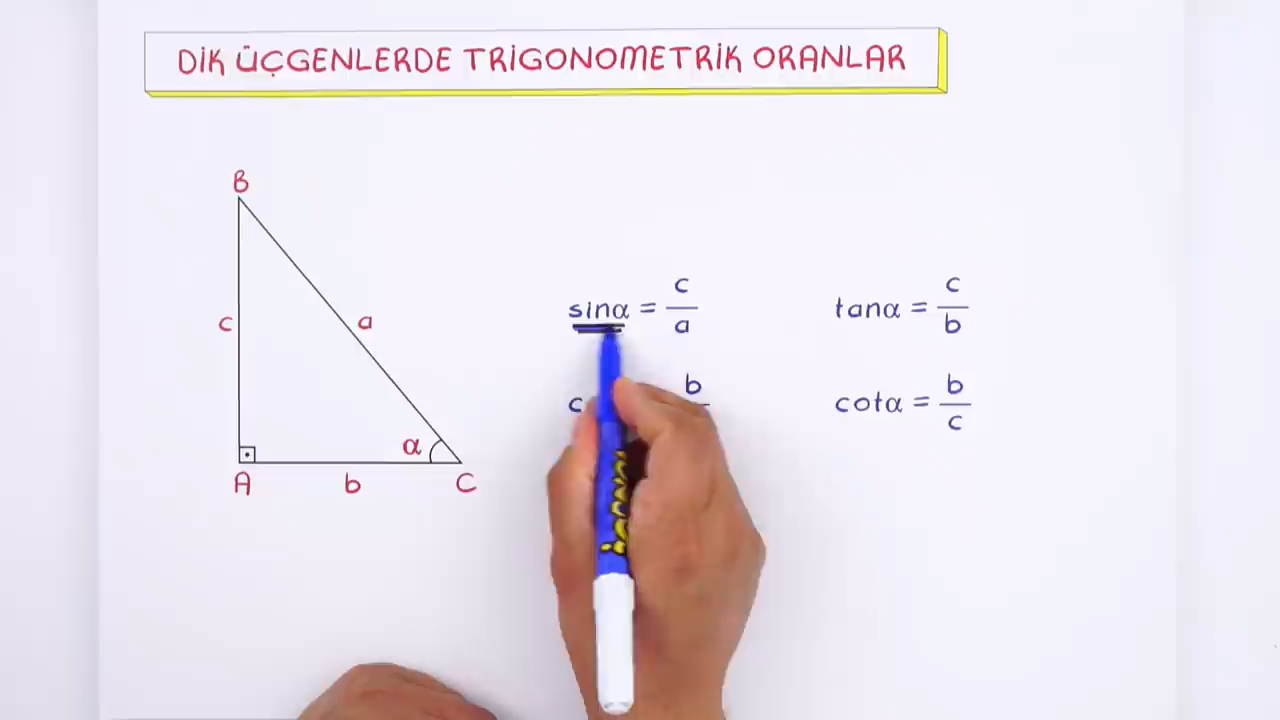 DİK ÜÇGENLERDE TRİGONOMETRİK ORANLAR
B
c
a
α
A
b
C
sinα = c/a
tanα = c/b
c b
cotα = b/c